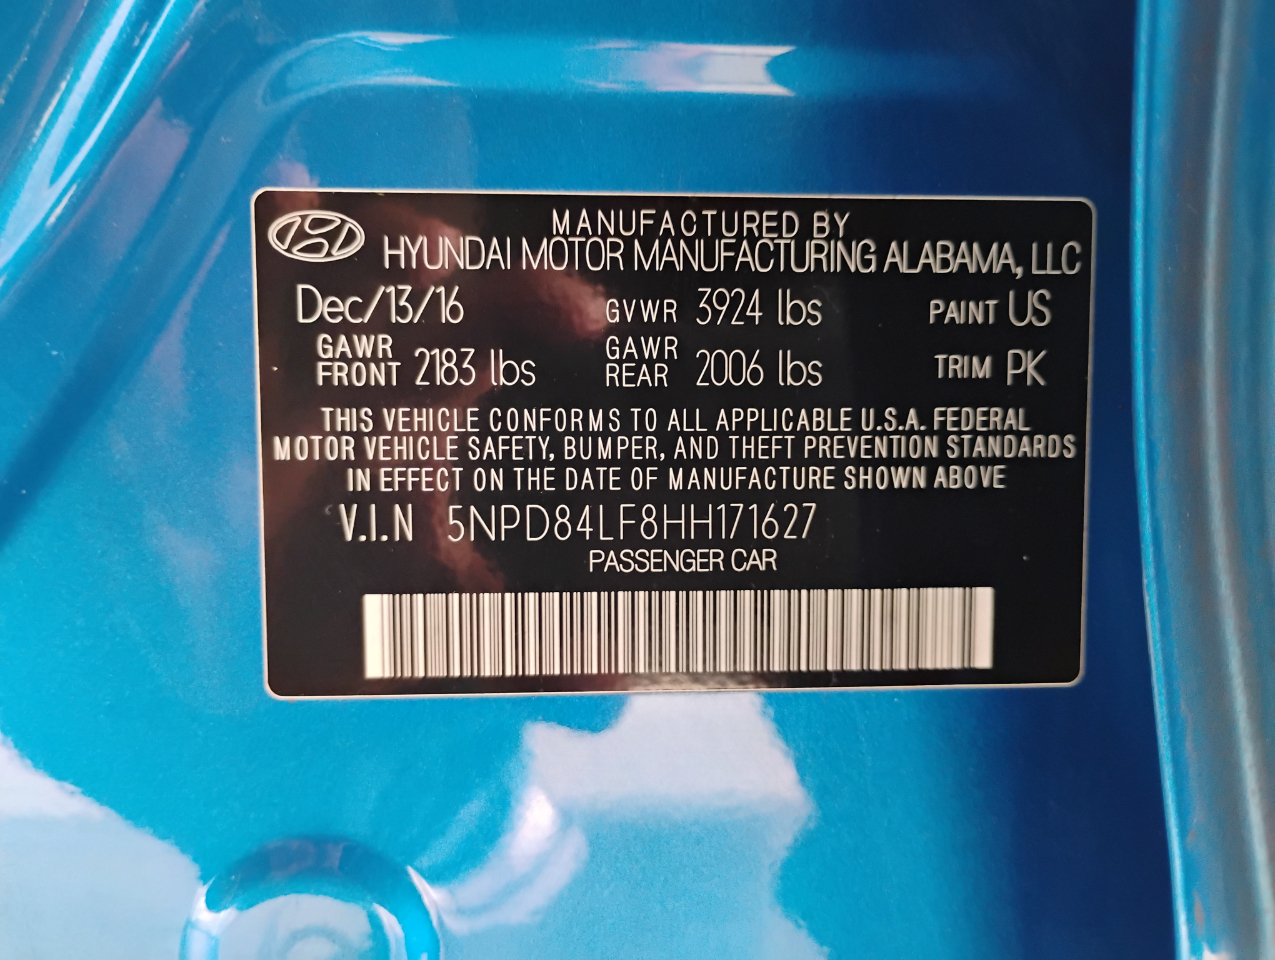 MANUFACTURED BY
HYUNDAI MOTOR MANUFACTURING ALABAMA, LLC
Dec/13/16 GVWR 3924 lbs PAINT US
GAWR FRONT 2183 lbs GAWR REAR 2006 lbs TRIM PK
THIS VEHICLE CONFORMS TO ALL APPLICABLE U.S.A. FEDERAL
MOTOR VEHICLE SAFETY, BUMPER, AND THEFT PREVENTION STANDARDS
IN EFFECT ON THE DATE OF MANUFACTURE SHOWN ABOVE
V.I.N 5NPD84LF8HH171627
PASSENGER CAR